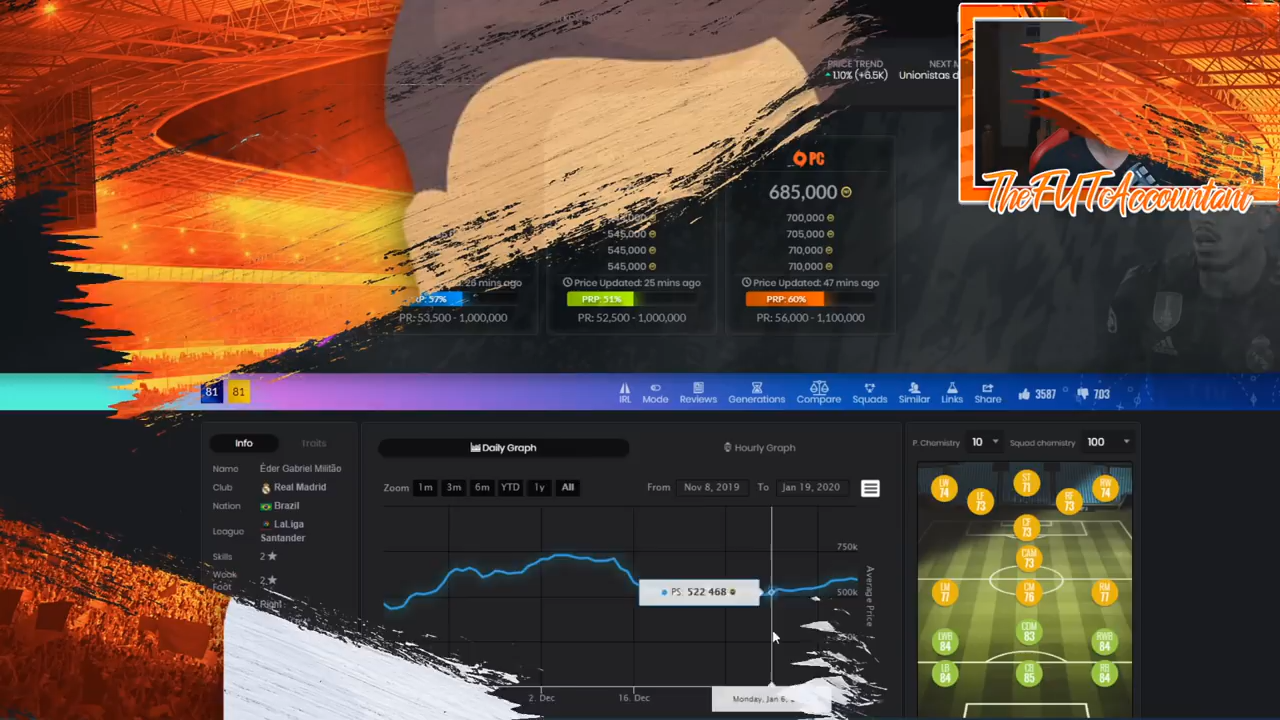 PRICE TREND
1.10% (+6.5K)
NEXT M
Unionistas d
TheFUTAccountant
PC
685,000
700,000
545,000
705,000
545,000
710,000
545,000
710,000
mins ago
Price Updated: 25 mins ago
Price Updated: 47 mins ago
PRP: 51%
PRP: 60%
PR: 53,500 - 1,000,000
PR: 52,500 - 1,000,000
PR: 56,000 - 1,100,000
81
81
IRL
Mode
Reviews
Generations
Compare
Squads
Similar
Links
Share
3587
703
Info
Traits
Name
Éder Gabriel Militão
Club
Real Madrid
Nation
Brazil
League
LaLiga
Santander
Skills
2
Weak
Foot
2
Right
Daily Graph
Hourly Graph
Zoom 1m 3m 6m YTD 1y All
From Nov 8, 2019 To Jan 19, 2020
750k
500k
250k
Average Price
PS: 522 468
2. Dec
16. Dec
Monday, Jan 6,
P. Chemistry 10
Squad chemistry 100
LW
74
LF
73
ST
71
RF
73
RW
74
CF
73
CAM
73
LM
77
CM
76
RM
77
LWB
84
CDM
83
RWB
84
LB
84
CB
85
RB
84